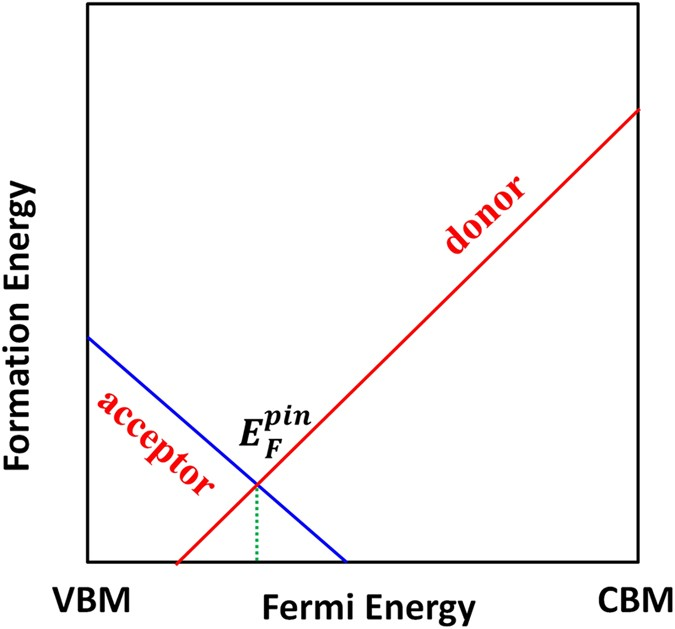 donor
Formation Energy
acceptor
E_F^pin
VBM
Fermi Energy
CBM